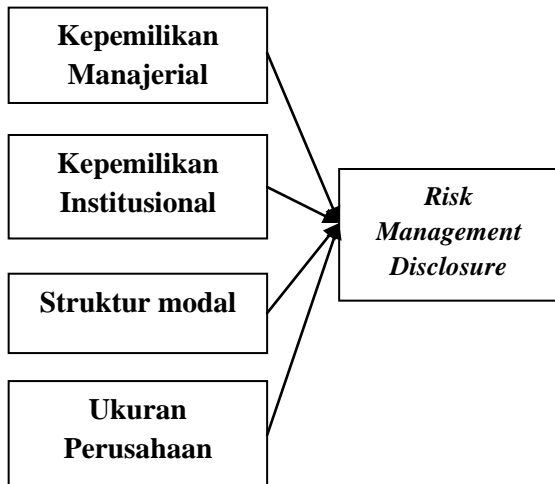 Kepemilikan
Manajerial
Kepemilikan
Institusional
Struktur modal
Ukuran
Perusahaan
Risk
Management
Disclosure